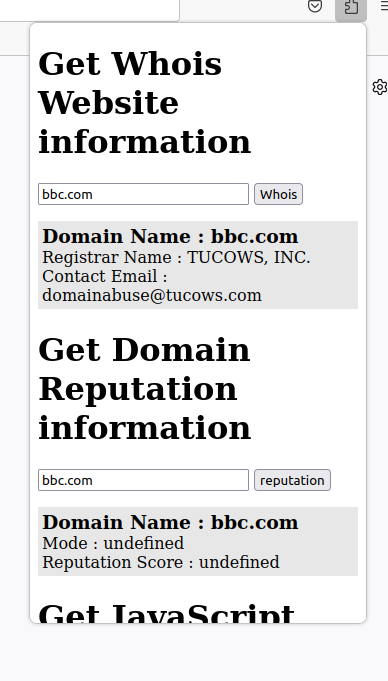 Get Whois
Website
information
bbc.com Whois
Domain Name : bbc.com
Registrar Name : TUCOWS, INC.
Contact Email :
domainabuse@tucows.com
Get Domain
Reputation
information
bbc.com reputation
Domain Name : bbc.com
Mode : undefined
Reputation Score : undefined
Get JavaScript